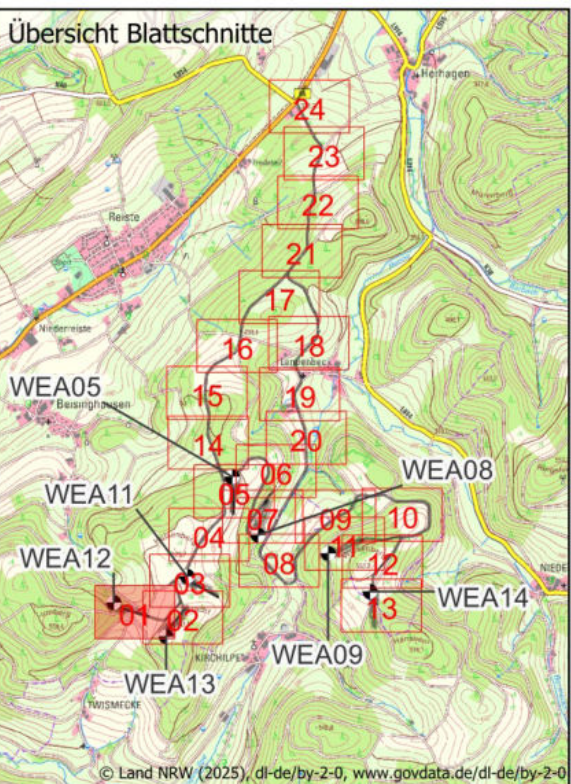 Übersicht Blattschnitte
Herhagen
24
23
Reiste
22
21
17
Niederreiste
16
18
Landenbeck
WEA05
15
19
Beisinghausen
14
20
06
WEA08
05
WEA11
07
09
10
04
11
WEA12
08
12
03
01
02
13
WEA14
KIRCHILPE
WEA09
WEA13
TWISMECKE
© Land NRW (2025), dl-de/by-2-0, www.govdata.de/dl-de/by-2-0